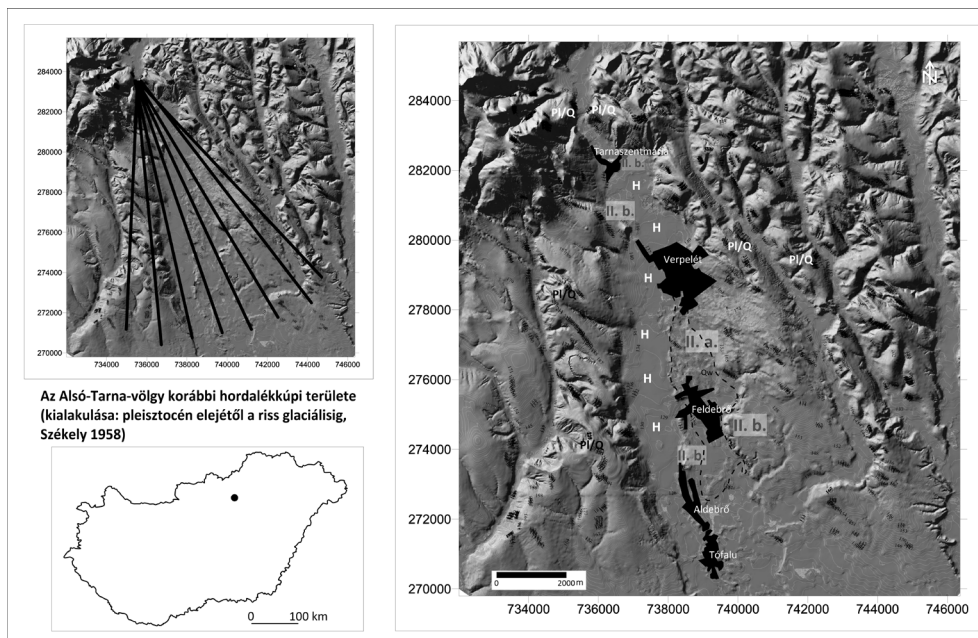 284000
282000
280000
278000
276000
274000
272000
270000
734000 736000 738000 740000 742000 744000 746000
Az Alsó-Tarna-völgy korábbi hordalékkúpi területe
(kialakulása: pleisztocén elejétől a riss glaciálisig,
Székely 1958)
0 100 km
284000
282000
280000
278000
276000
274000
272000
270000
N
Pl/Q Pl/Q
Tarnaszentmária
II. b.
H
II. b.
H
Pl/Q
Verpelét
Pl/Q
H
Pl/Q
H
II. a.
Qw
H
Feldebrő
II. b.
H
Pl/Q
II. b
Aldebrő
Tófalu
0 2000 m
734000 736000 738000 740000 742000 744000 746000